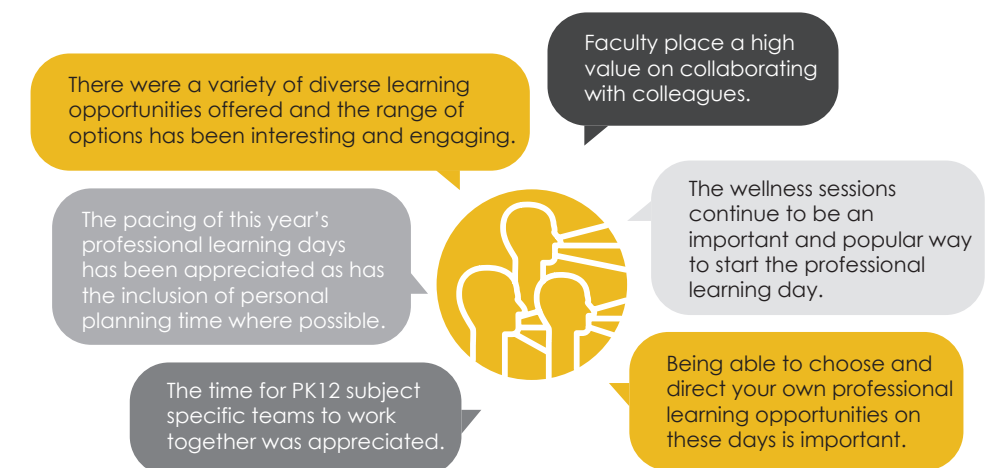 There were a variety of diverse learning
opportunities offered and the range of
options has been interesting and engaging.
Faculty place a high
value on collaborating
with colleagues.
The pacing of this year's
professional learning days
has been appreciated as has
the inclusion of personal
planning time where possible.
The wellness sessions
continue to be an
important and popular way
to start the professional
learning day.
The time for PK12 subject
specific teams to work
together was appreciated.
Being able to choose and
direct your own professional
learning opportunities on
these days is important.